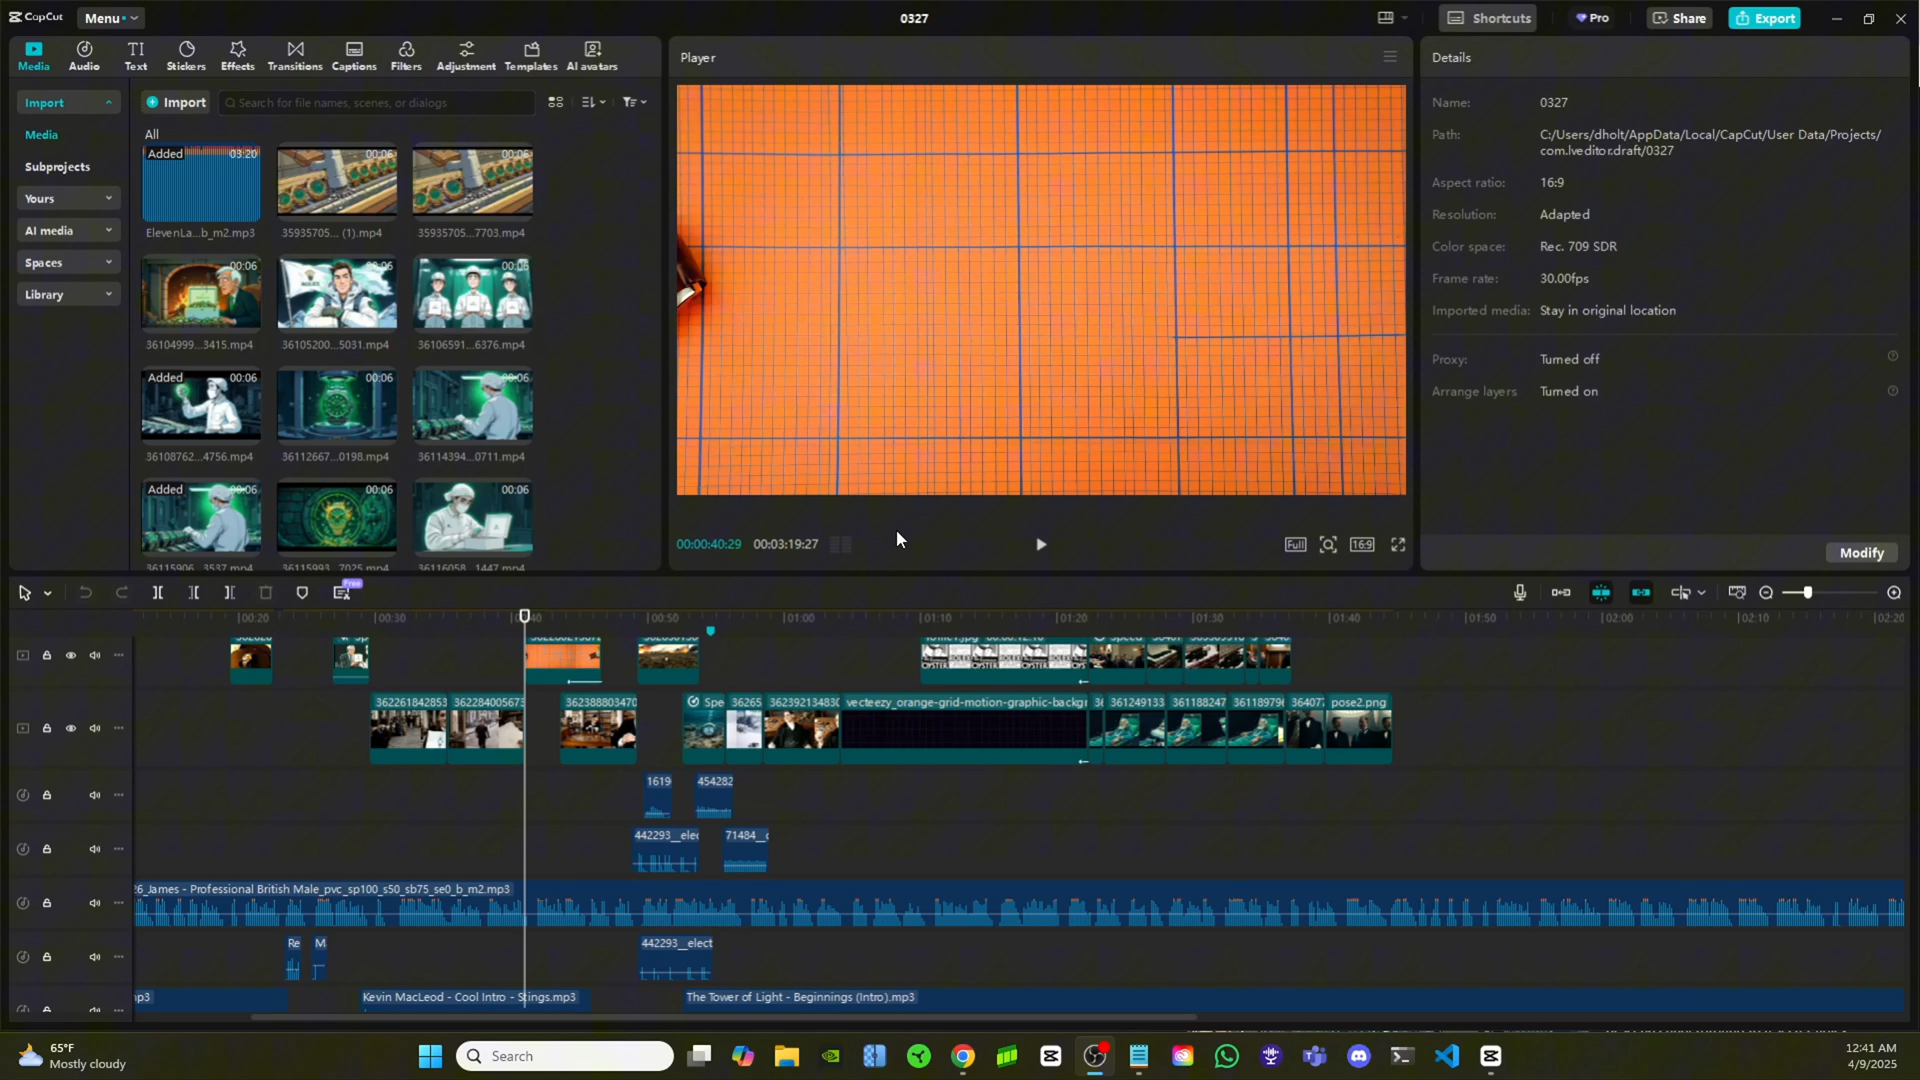 CapCut
Menu
0327
Shortcuts
Pro
Share
Export
Media
Audio
Text
Stickers
Effects
Transitions
Captions
Filters
Adjustment
Templates
AI avatars
Import
Media
Subprojects
Yours
AI media
Spaces
Library
Import
Search for file names, scenes, or dialogs
All
Added
03:20
00:06
00:06
ElevenLa...b_m2.mp3
35935705... (1).mp4
35935705...7703.mp4
00:06
00:06
00:06
36104999...3415.mp4
36105200...5031.mp4
36106591...6376.mp4
Added
00:06
00:06
00:06
36108762...4756.mp4
36112667...0198.mp4
36114394...0711.mp4
Added
00:06
00:06
00:06
36115906...3537.mp4
36115993...7025.mp4
36116058...1447.mp4
Player
00:00:40:29
00:03:19:27
Full
16:9
Details
Name:
0327
Path:
C:/Users/dholt/AppData/Local/CapCut/User Data/Projects/
com.lveditor.draft/0327
Aspect ratio:
16:9
Resolution:
Adapted
Color space:
Rec. 709 SDR
Frame rate:
30.00fps
Imported media:
Stay in original location
Proxy:
Turned off
Arrange layers
Turned on
Modify
Free
00:20
00:30
00:40
00:50
01:00
01:10
01:20
01:30
01:40
01:50
02:00
02:10
02:20
OYSTER
ROLEX
362261842853
362284005673
362388803470
Spe
36265
362392134830
vecteezy_orange-grid-motion-graphic-backgr
36
361249133
361188247
361189796
36407
pose2.png
1619
454282
442293__elec
71484__c
26_James - Professional British Male_pvc_sp100_s50_sb75_se0_b_m2.mp3
Re
M
442293__elect
p3
Kevin MacLeod - Cool Intro - Stings.mp3
The Tower of Light - Beginnings (Intro).mp3
65°F
Mostly cloudy
Search
12:41 AM
4/9/2025